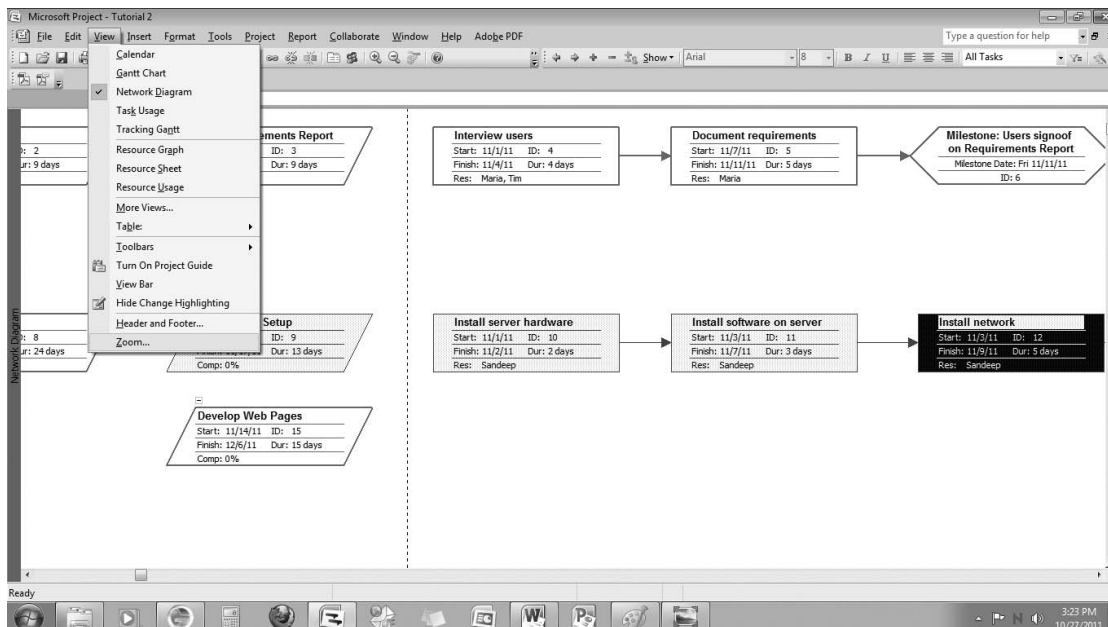 Microsoft Project - Tutorial 2
File Edit View Insert Format Tools Project Report Collaborate Window Help Adobe PDF
Type a question for help
Show
Arial
8
B I U
All Tasks
Calendar
Gantt Chart
Network Diagram
Task Usage
Tracking Gantt
Resource Graph
Resource Sheet
Resource Usage
More Views...
Table:
Toolbars
Turn On Project Guide
View Bar
Hide Change Highlighting
Header and Footer...
Zoom...
Network Diagram
: 2
ur: 9 days
ements Report
ID: 3
Dur: 9 days
Interview users
Start: 11/1/11 ID: 4
Finish: 11/4/11 Dur: 4 days
Res: Maria, Tim
Document requirements
Start: 11/7/11 ID: 5
Finish: 11/11/11 Dur: 5 days
Res: Maria
Milestone: Users signoof
on Requirements Report
Milestone Date: Fri 11/11/11
ID: 6
: 8
ur: 24 days
Setup
ID: 9
Dur: 13 days
Comp: 0%
Install server hardware
Start: 11/1/11 ID: 10
Finish: 11/2/11 Dur: 2 days
Res: Sandeep
Install software on server
Start: 11/3/11 ID: 11
Finish: 11/7/11 Dur: 3 days
Res: Sandeep
Install network
Start: 11/3/11 ID: 12
Finish: 11/9/11 Dur: 5 days
Res: Sandeep
Develop Web Pages
Start: 11/14/11 ID: 15
Finish: 12/6/11 Dur: 15 days
Comp: 0%
Ready
3:23 PM
10/27/2011